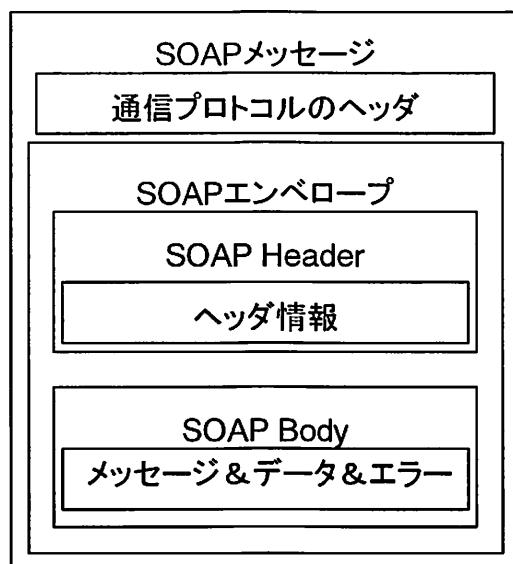 SOAPメッセージ
通信プロトコルのヘッダ
SOAPエンベロープ
SOAP Header
ヘッダ情報
SOAP Body
メッセージ&データ&エラー